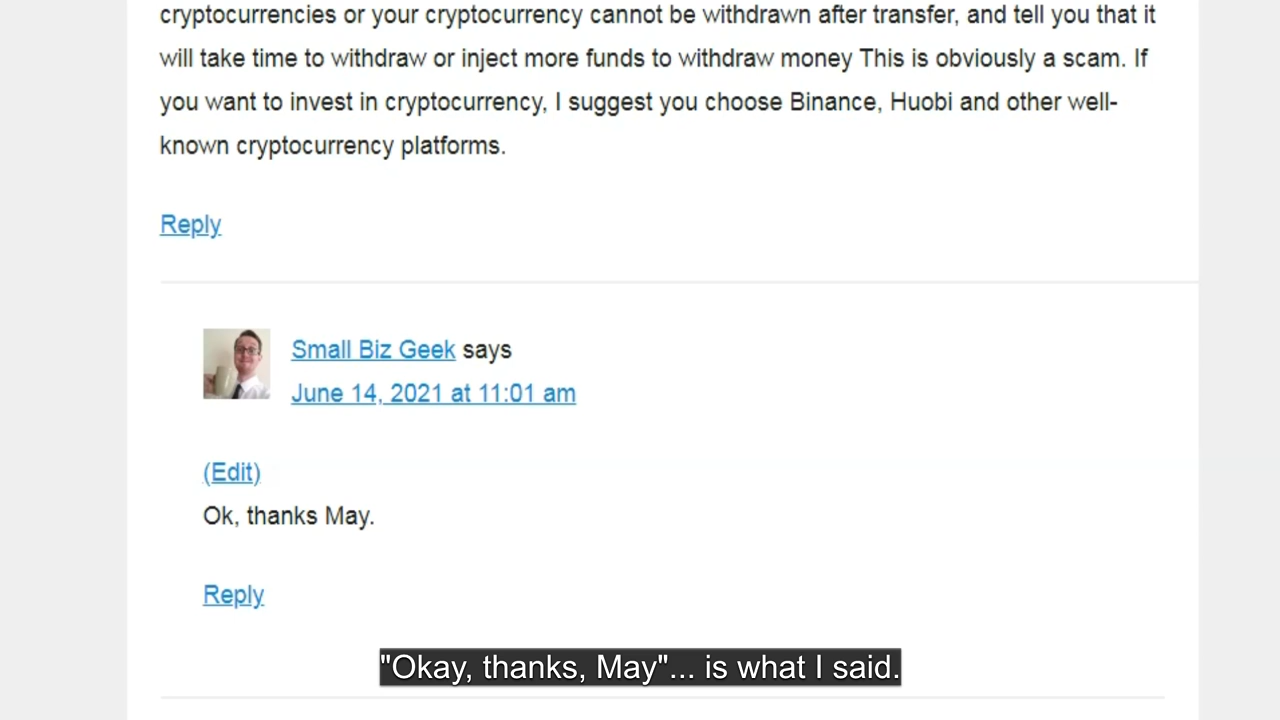 cryptocurrencies or your cryptocurrency cannot be withdrawn after transfer, and tell you that it
will take time to withdraw or inject more funds to withdraw money This is obviously a scam. If
you want to invest in cryptocurrency, I suggest you choose Binance, Huobi and other well-
known cryptocurrency platforms.
Reply
Small Biz Geek says
June 14, 2021 at 11:01 am
(Edit)
Ok, thanks May.
Reply
"Okay, thanks, May"... is what I said.